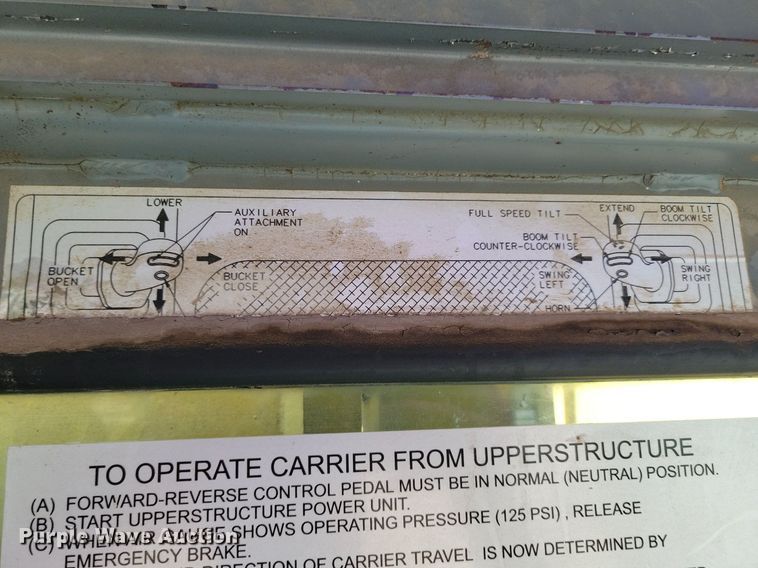 LOWER
AUXILIARY
ATTACHMENT
ON
BUCKET
OPEN
BUCKET
CLOSE
FULL SPEED TILT
EXTEND
BOOM TILT
CLOCKWISE
BOOM TILT
COUNTER-CLOCKWISE
SWING
LEFT
SWING
RIGHT
HORN
TO OPERATE CARRIER FROM UPPERSTRUCTURE
(A) FORWARD-REVERSE CONTROL PEDAL MUST BE IN NORMAL (NEUTRAL) POSITION.
(B) START UPPERSTRUCTURE POWER UNIT.
(C) WHEN AIR GAUGE SHOWS OPERATING PRESSURE (125 PSI) , RELEASE
EMERGENCY BRAKE.
DIRECTION OF CARRIER TRAVEL IS NOW DETERMINED BY
Purple Wave Auction